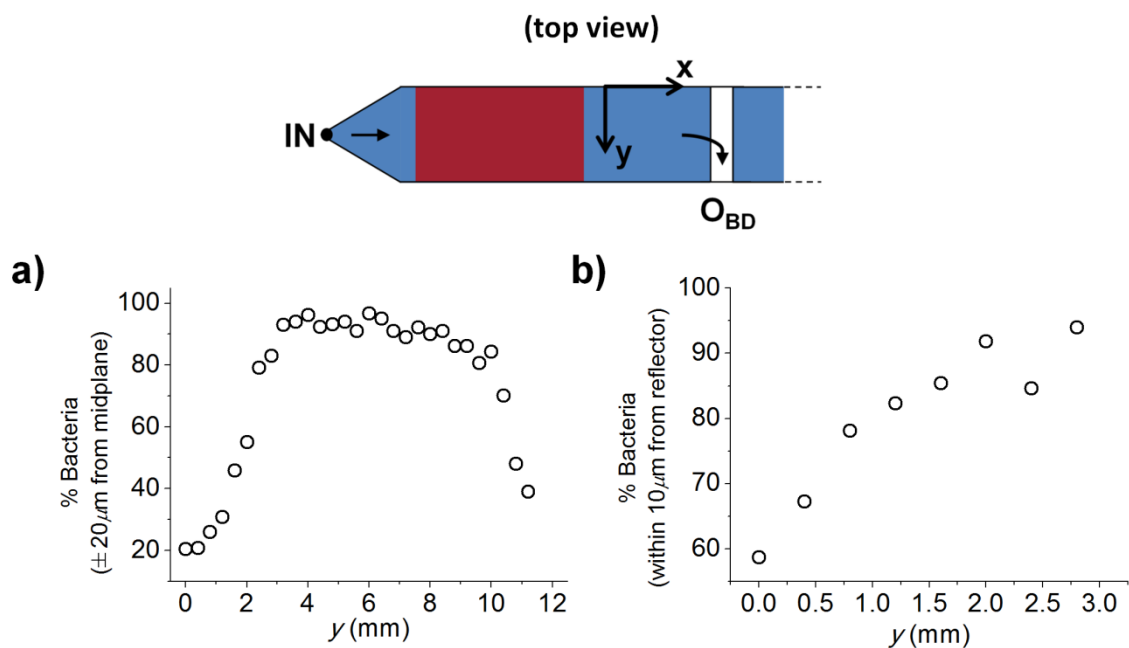 (top view)
x
IN
y
O_BD
a)
% Bacteria
(± 20μm from midplane)
100
80
60
40
20
0 2 4 6 8 10 12
y (mm)
b)
% Bacteria
(within 10μm from reflector)
100
90
80
70
60
0.0 0.5 1.0 1.5 2.0 2.5 3.0
y (mm)